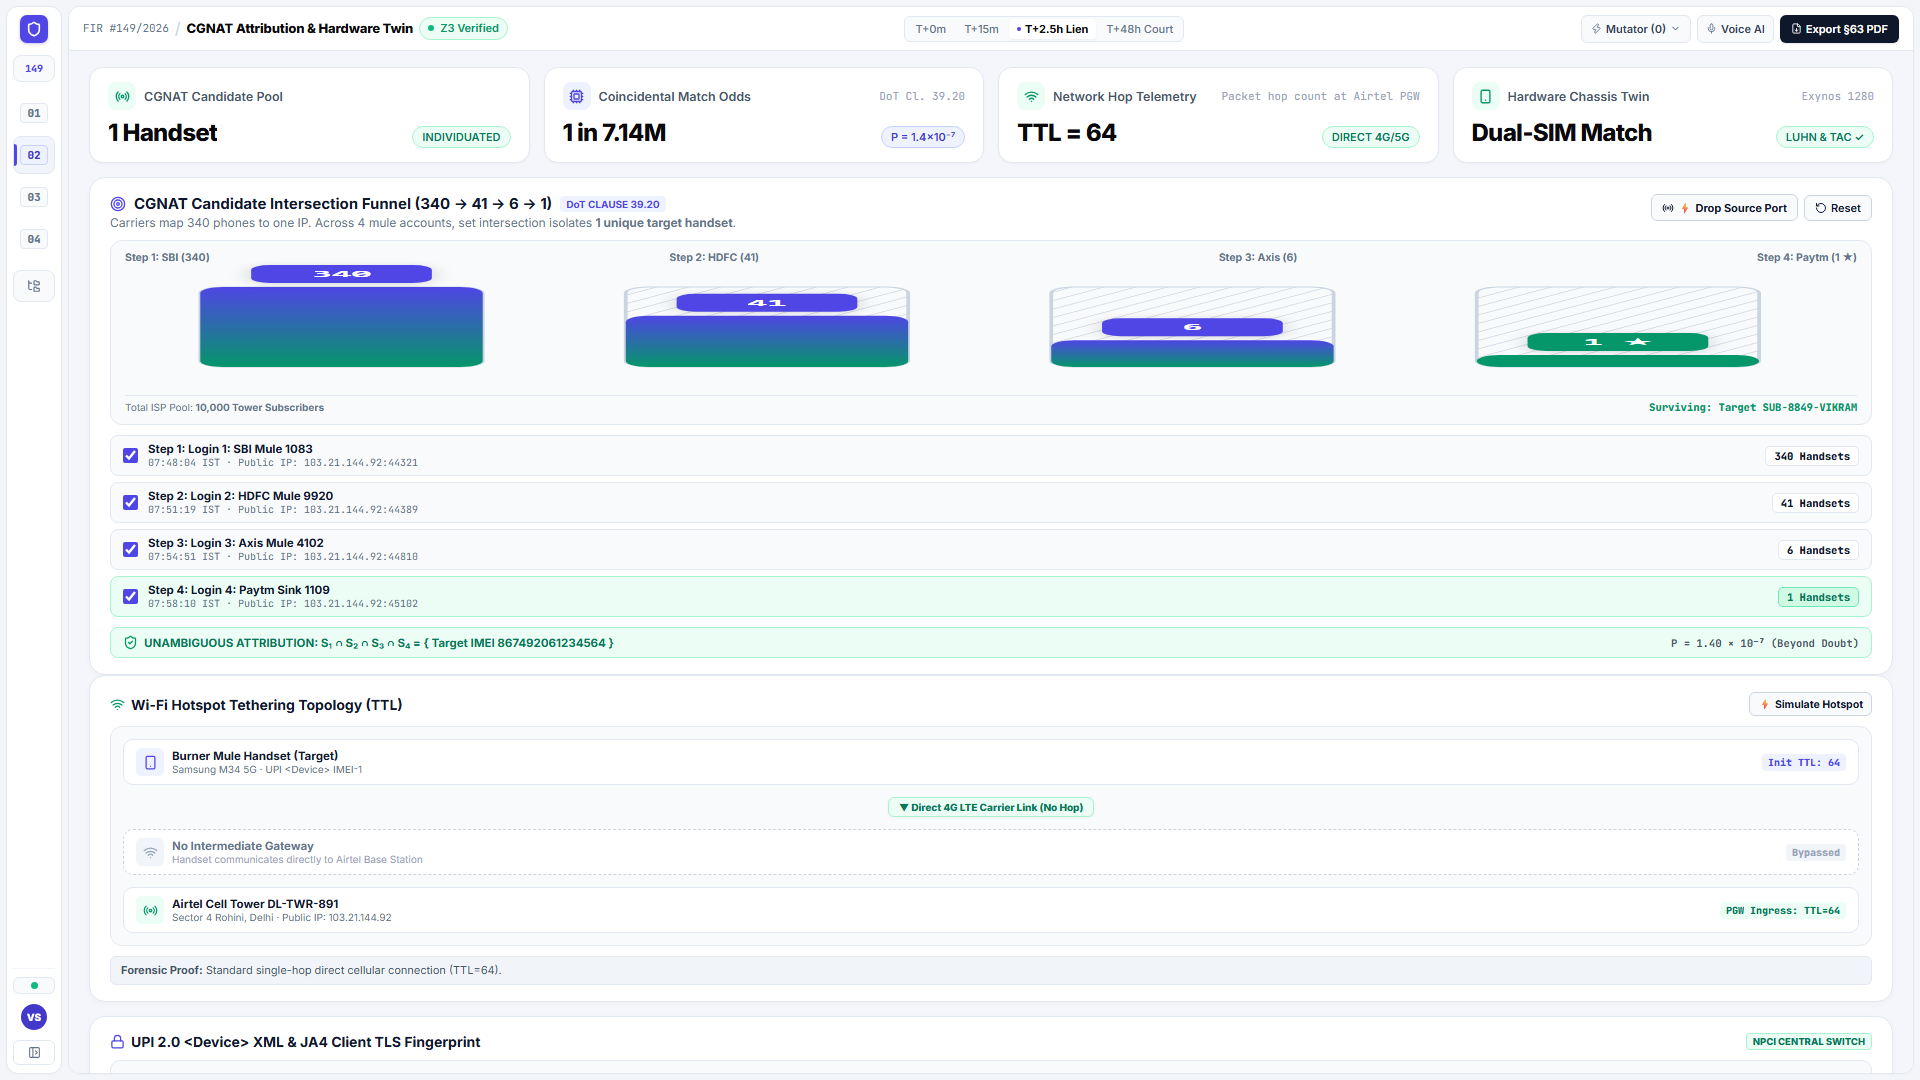 FIR #149/2026 / CGNAT Attribution & Hardware Twin Z3 Verified
T+0m T+15m T+2.5h Lien T+48h Court
Mutator (0) Voice AI Export §63 PDF
149
01
02
03
04
VS
CGNAT Candidate Pool
1 Handset
INDIVIDUATED
Coincidental Match Odds
DoT Cl. 39.20
1 in 7.14M
P = 1.4×10⁻⁷
Network Hop Telemetry
Packet hop count at Airtel PGW
TTL = 64
DIRECT 4G/5G
Hardware Chassis Twin
Exynos 1280
Dual-SIM Match
LUHN & TAC ✓
CGNAT Candidate Intersection Funnel (340 → 41 → 6 → 1) DoT CLAUSE 39.20
Carriers map 340 phones to one IP. Across 4 mule accounts, set intersection isolates 1 unique target handset.
Drop Source Port Reset
Step 1: SBI (340) Step 2: HDFC (41) Step 3: Axis (6) Step 4: Paytm (1 ★)
340 41 6 1 ★
Total ISP Pool: 10,000 Tower Subscribers
Surviving: Target SUB-8849-VIKRAM
Step 1: Login 1: SBI Mule 1083
07:48:04 IST · Public IP: 103.21.144.92:44321
340 Handsets
Step 2: Login 2: HDFC Mule 9920
07:51:19 IST · Public IP: 103.21.144.92:44389
41 Handsets
Step 3: Login 3: Axis Mule 4102
07:54:51 IST · Public IP: 103.21.144.92:44810
6 Handsets
Step 4: Login 4: Paytm Sink 1109
07:58:10 IST · Public IP: 103.21.144.92:45102
1 Handsets
UNAMBIGUOUS ATTRIBUTION: S₁ ∩ S₂ ∩ S₃ ∩ S₄ = { Target IMEI 867492061234564 }
P = 1.40 × 10⁻⁷ (Beyond Doubt)
Wi-Fi Hotspot Tethering Topology (TTL)
Simulate Hotspot
Burner Mule Handset (Target)
Samsung M34 5G · UPI <Device> IMEI-1
Init TTL: 64
▼ Direct 4G LTE Carrier Link (No Hop)
No Intermediate Gateway
Handset communicates directly to Airtel Base Station
Bypassed
Airtel Cell Tower DL-TWR-891
Sector 4 Rohini, Delhi · Public IP: 103.21.144.92
PGW Ingress: TTL=64
Forensic Proof: Standard single-hop direct cellular connection (TTL=64).
UPI 2.0 <Device> XML & JA4 Client TLS Fingerprint
NPCI CENTRAL SWITCH